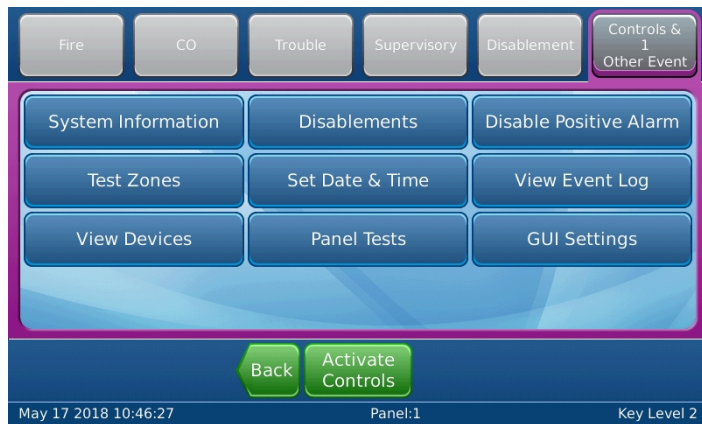 Fire
CO
Trouble
Supervisory
Disablement
Controls &
1
Other Event
System Information
Disablements
Disable Positive Alarm
Test Zones
Set Date & Time
View Event Log
View Devices
Panel Tests
GUI Settings
Back
Activate
Controls
May 17 2018 10:46:27
Panel:1
Key Level 2